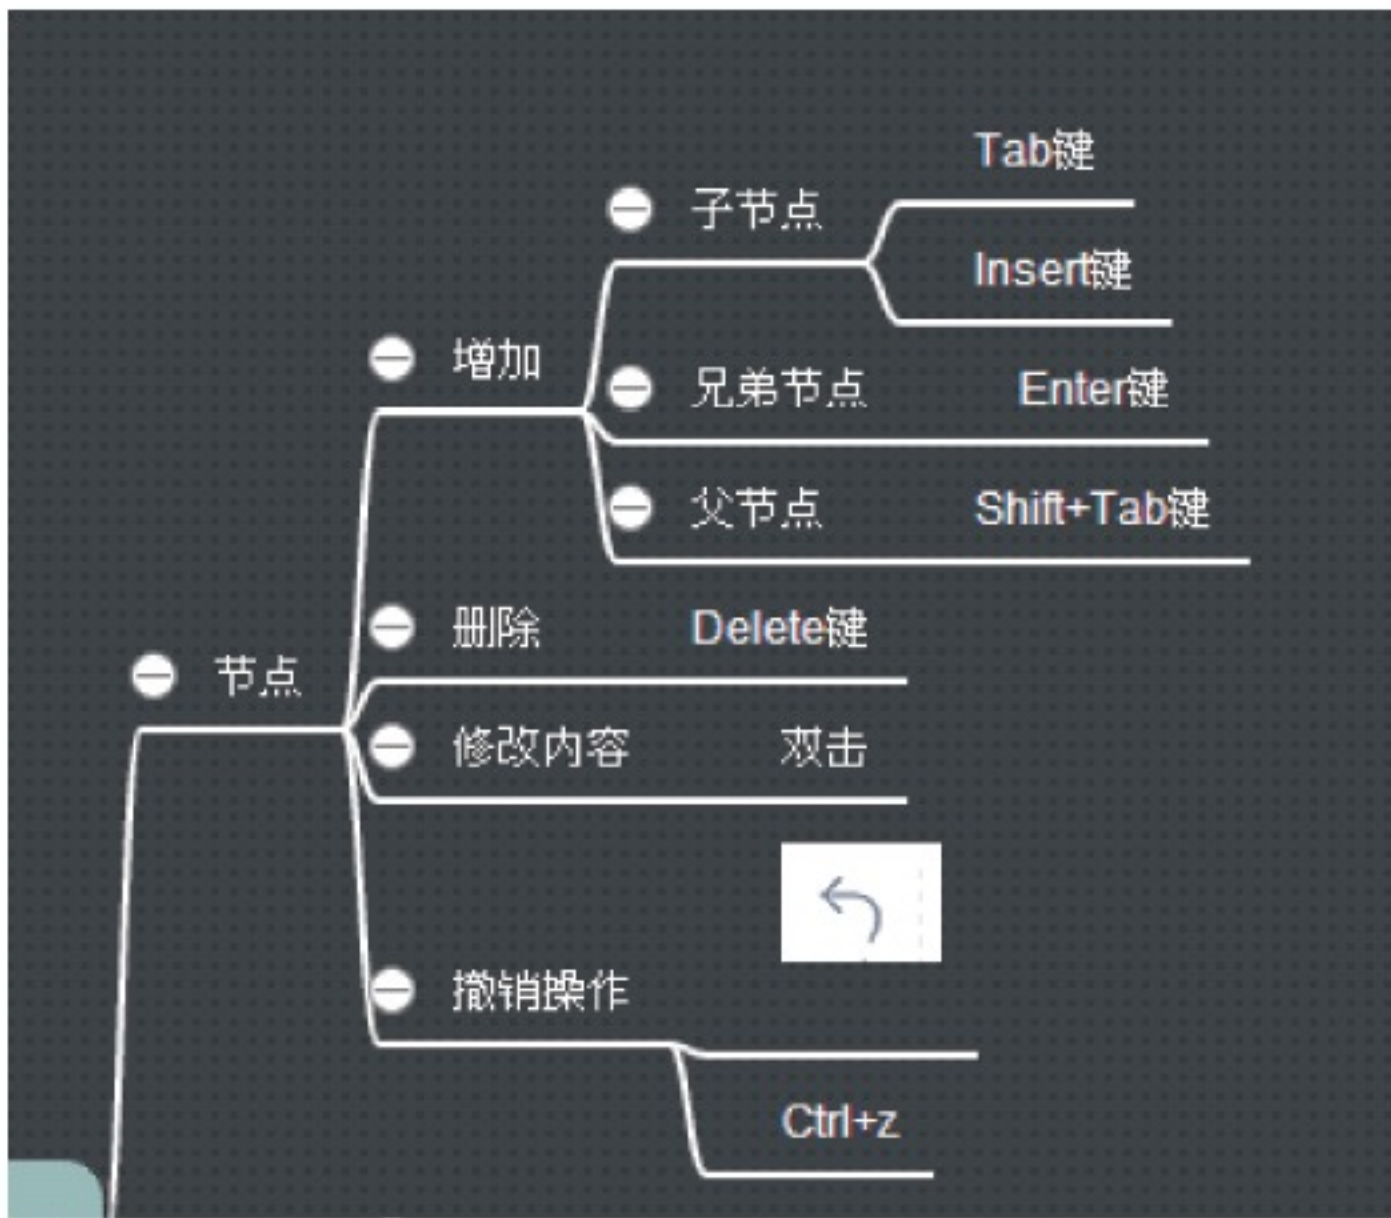 Tab键
子节点
Insert键
增加
兄弟节点 Enter键
父节点 Shift+Tab键
删除 Delete键
节点
修改内容 双击
撤销操作
Ctrl+z